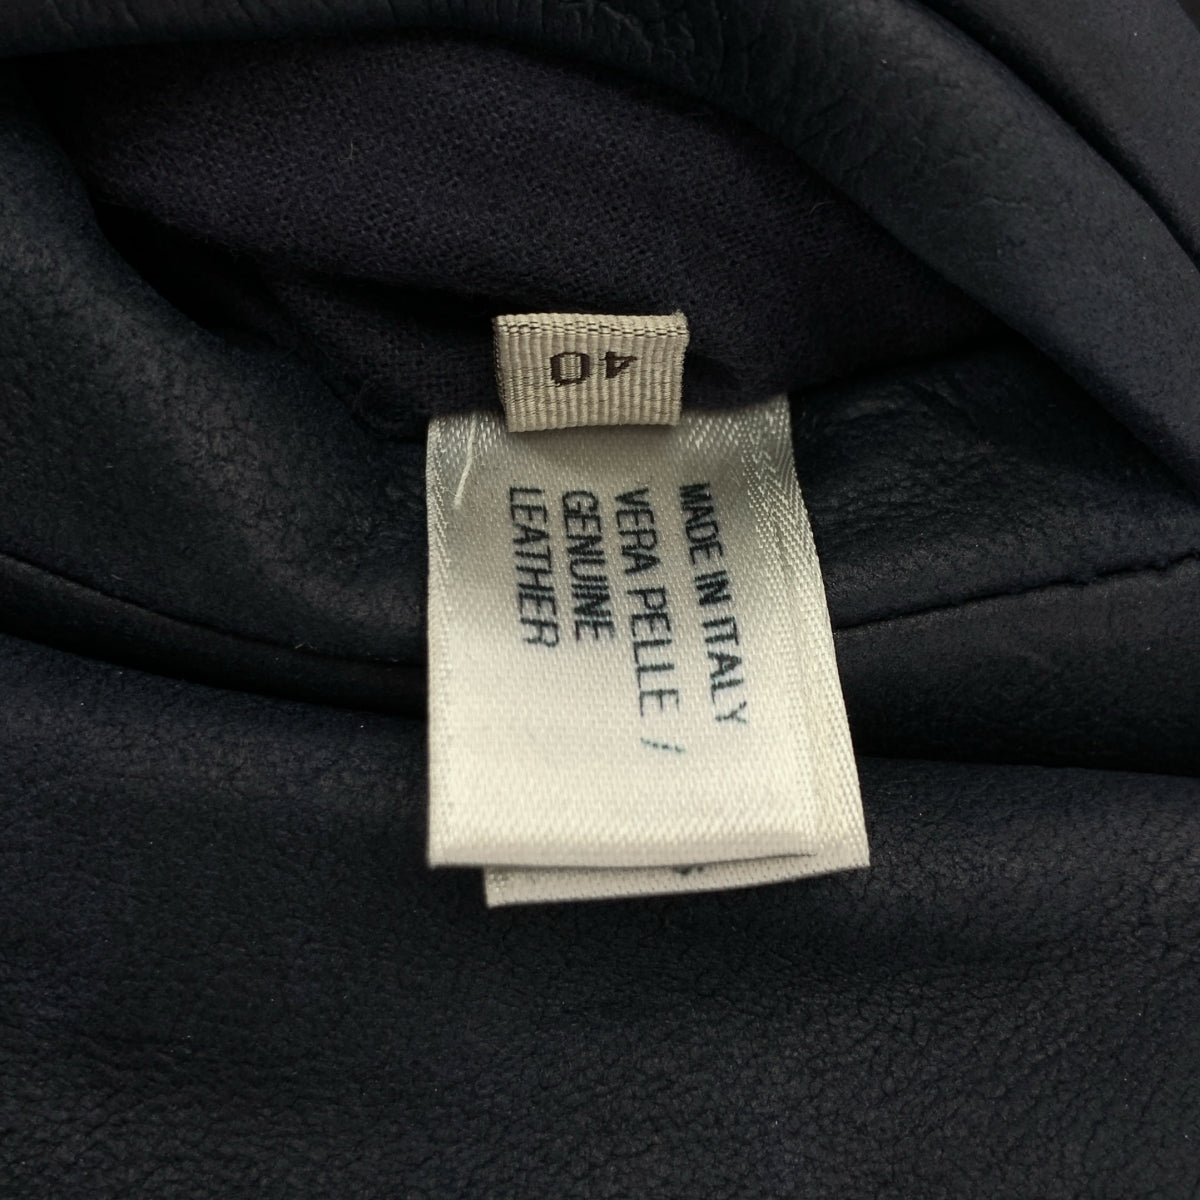 40
MADE IN ITALY
VERA PELLE /
GENUINE
LEATHER